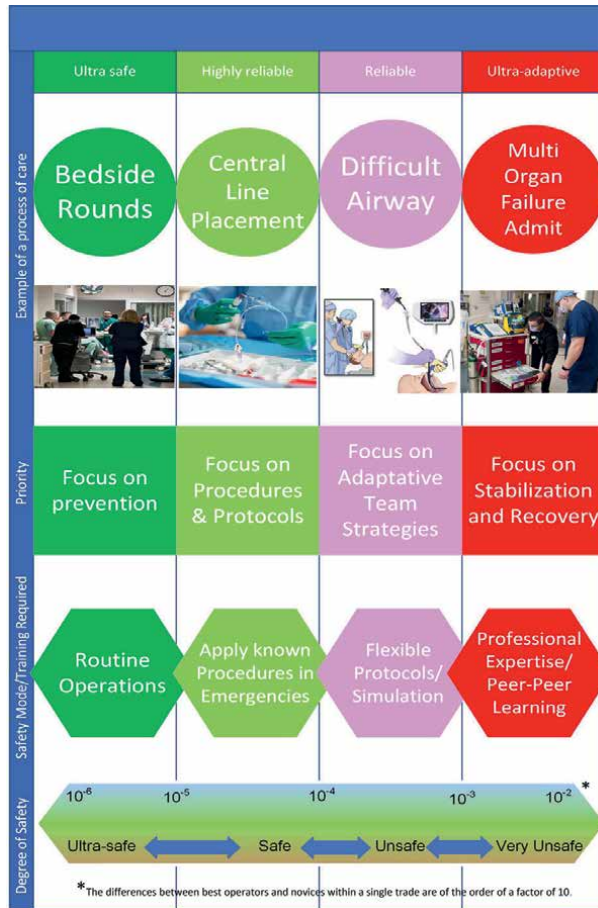 Ultra safe
Highly reliable
Reliable
Ultra-adaptive
Example of a process of care
Bedside
Rounds
Central
Line
Placement
Difficult
Airway
Multi
Organ
Failure
Admit
Priority
Focus on
prevention
Focus on
Procedures
& Protocols
Focus on
Adaptative
Team
Strategies
Focus on
Stabilization
and Recovery
Safety Mode/Training Required
Routine
Operations
Apply known
Procedures in
Emergencies
Flexible
Protocols/
Simulation
Professional
Expertise/
Peer-Peer
Learning
Degree of Safety
10⁻⁶ 10⁻⁵ 10⁻⁴ 10⁻³ 10⁻² *
Ultra-safe Safe Unsafe Very Unsafe
*The differences between best operators and novices within a single trade are of the order of a factor of 10.